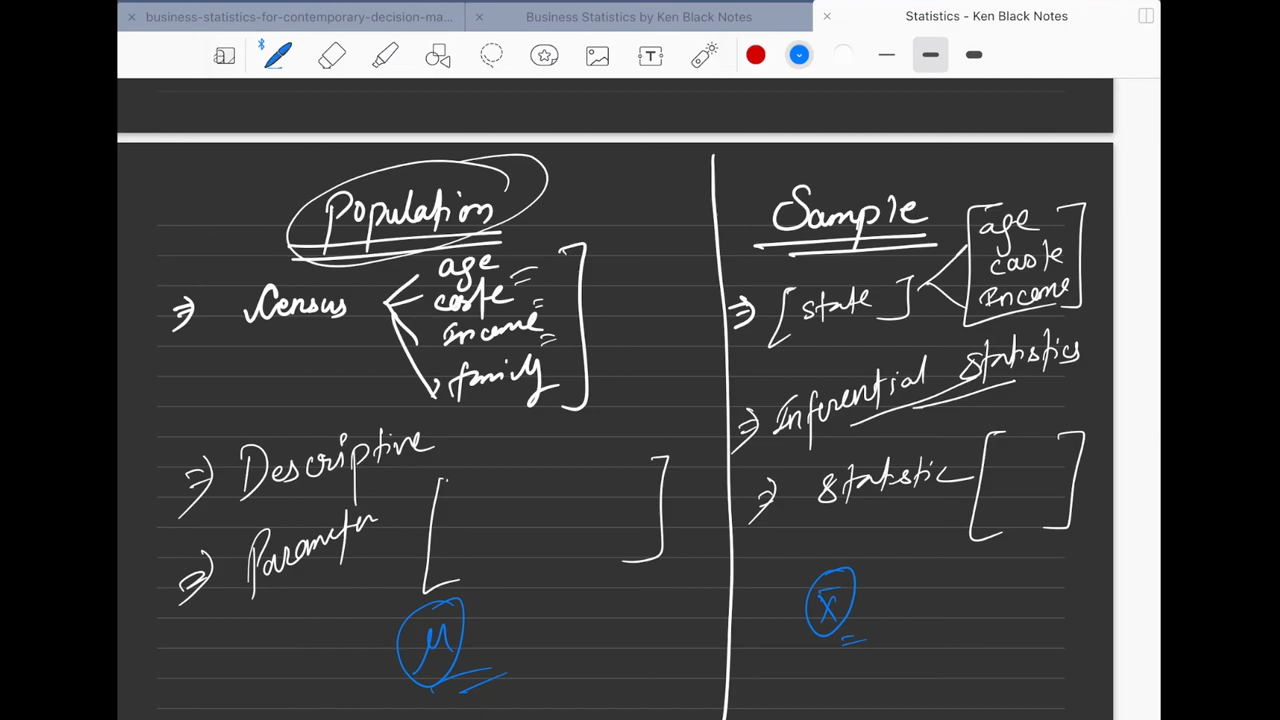 business-statistics-for-contemporary-decision-ma...
Business Statistics by Ken Black Notes
Statistics - Ken Black Notes
T
Population
⇒ Census
age
caste
Income
family
⇒ Descriptive
⇒ Parameter [ ]
μ
Sample
⇒ [state]
age
caste
Income
⇒ Inferential statistics
⇒ statistic [ ]
x̄